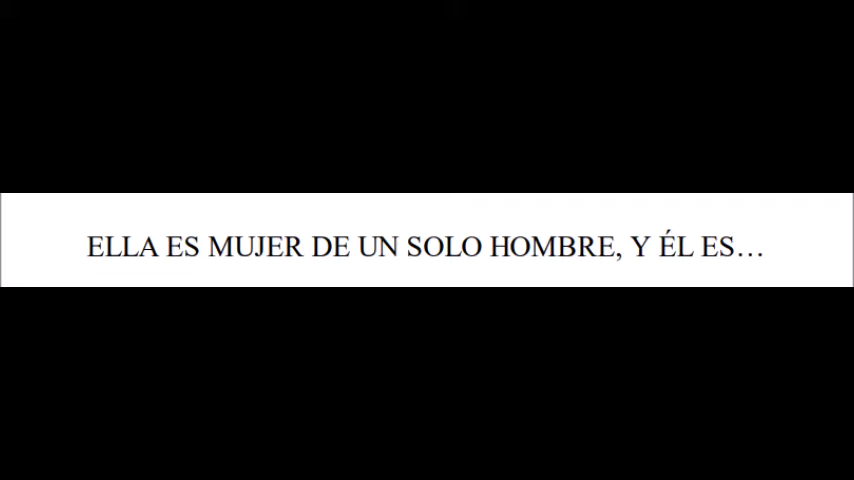 ELLA ES MUJER DE UN SOLO HOMBRE, Y ÉL ES…